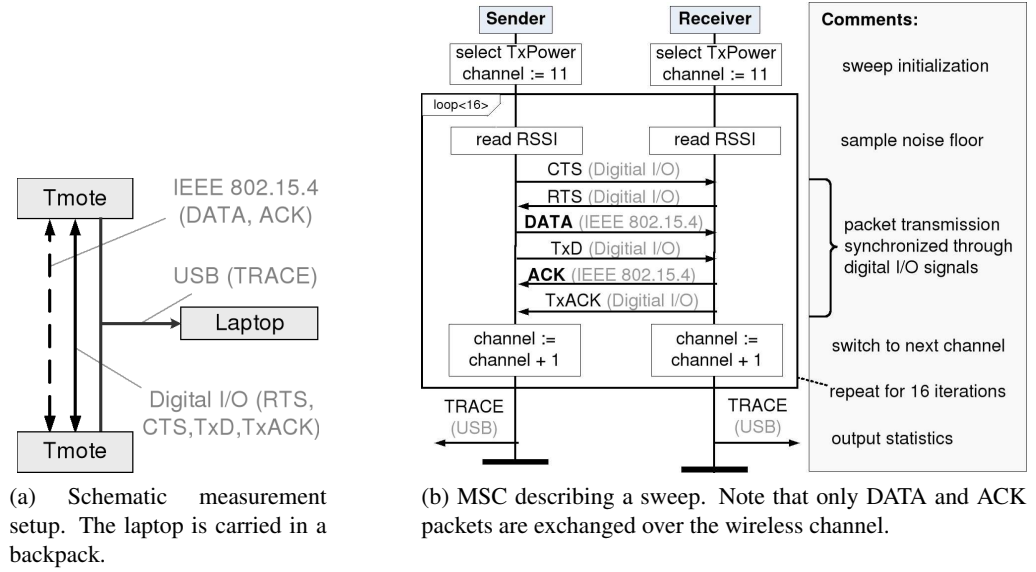 Tmote
IEEE 802.15.4
(DATA, ACK)
USB (TRACE)
Laptop
Digital I/O (RTS,
CTS,TxD,TxACK)
Tmote
(a) Schematic measurement
setup. The laptop is carried in a
backpack.
Sender
Receiver
Comments:
select TxPower
channel := 11
select TxPower
channel := 11
sweep initialization
loop<16>
read RSSI
read RSSI
sample noise floor
CTS (Digitial I/O)
RTS (Digitial I/O)
DATA (IEEE 802.15.4)
TxD (Digitial I/O)
ACK (IEEE 802.15.4)
TxACK (Digitial I/O)
packet transmission
synchronized through
digital I/O signals
channel :=
channel + 1
channel :=
channel + 1
switch to next channel
repeat for 16 iterations
TRACE
(USB)
TRACE
(USB)
output statistics
(b) MSC describing a sweep. Note that only DATA and ACK
packets are exchanged over the wireless channel.